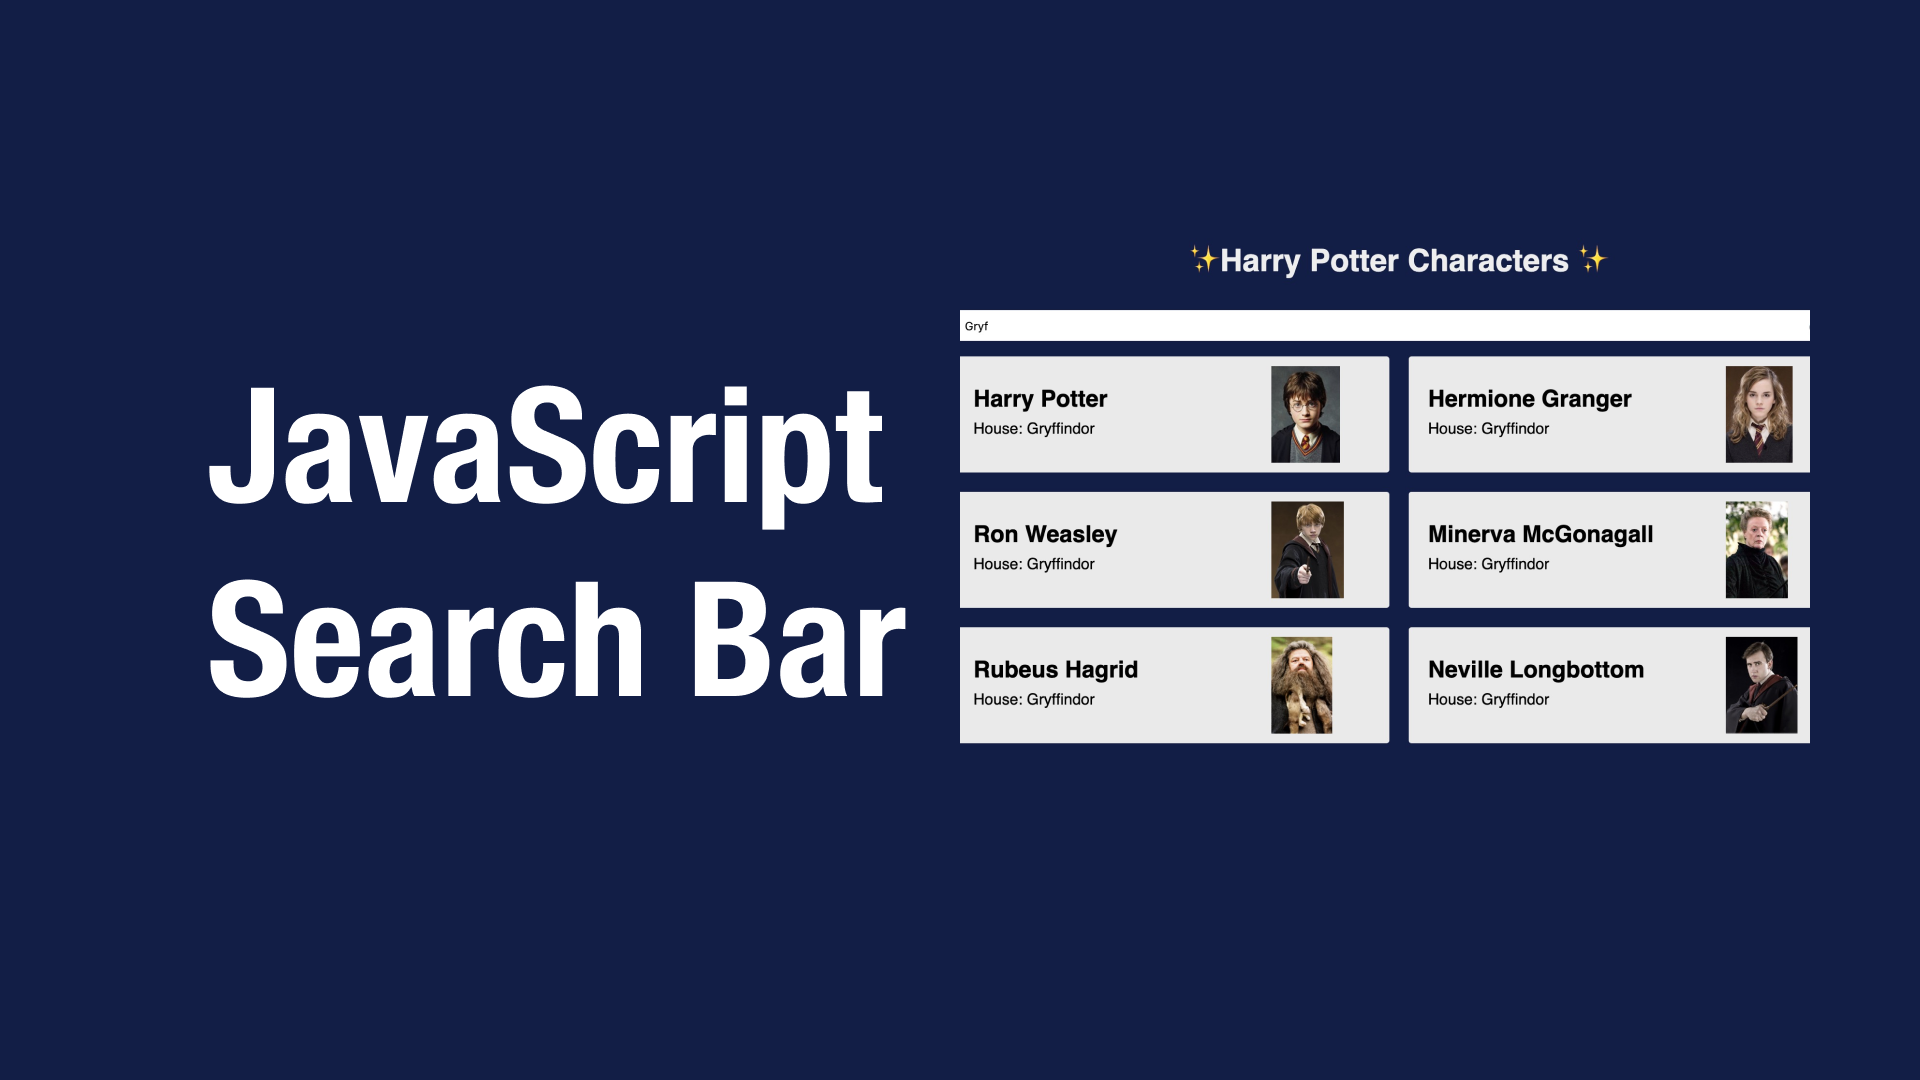 JavaScript
Search Bar
✨Harry Potter Characters ✨
Gryf
Harry Potter
House: Gryffindor
Hermione Granger
House: Gryffindor
Ron Weasley
House: Gryffindor
Minerva McGonagall
House: Gryffindor
Rubeus Hagrid
House: Gryffindor
Neville Longbottom
House: Gryffindor